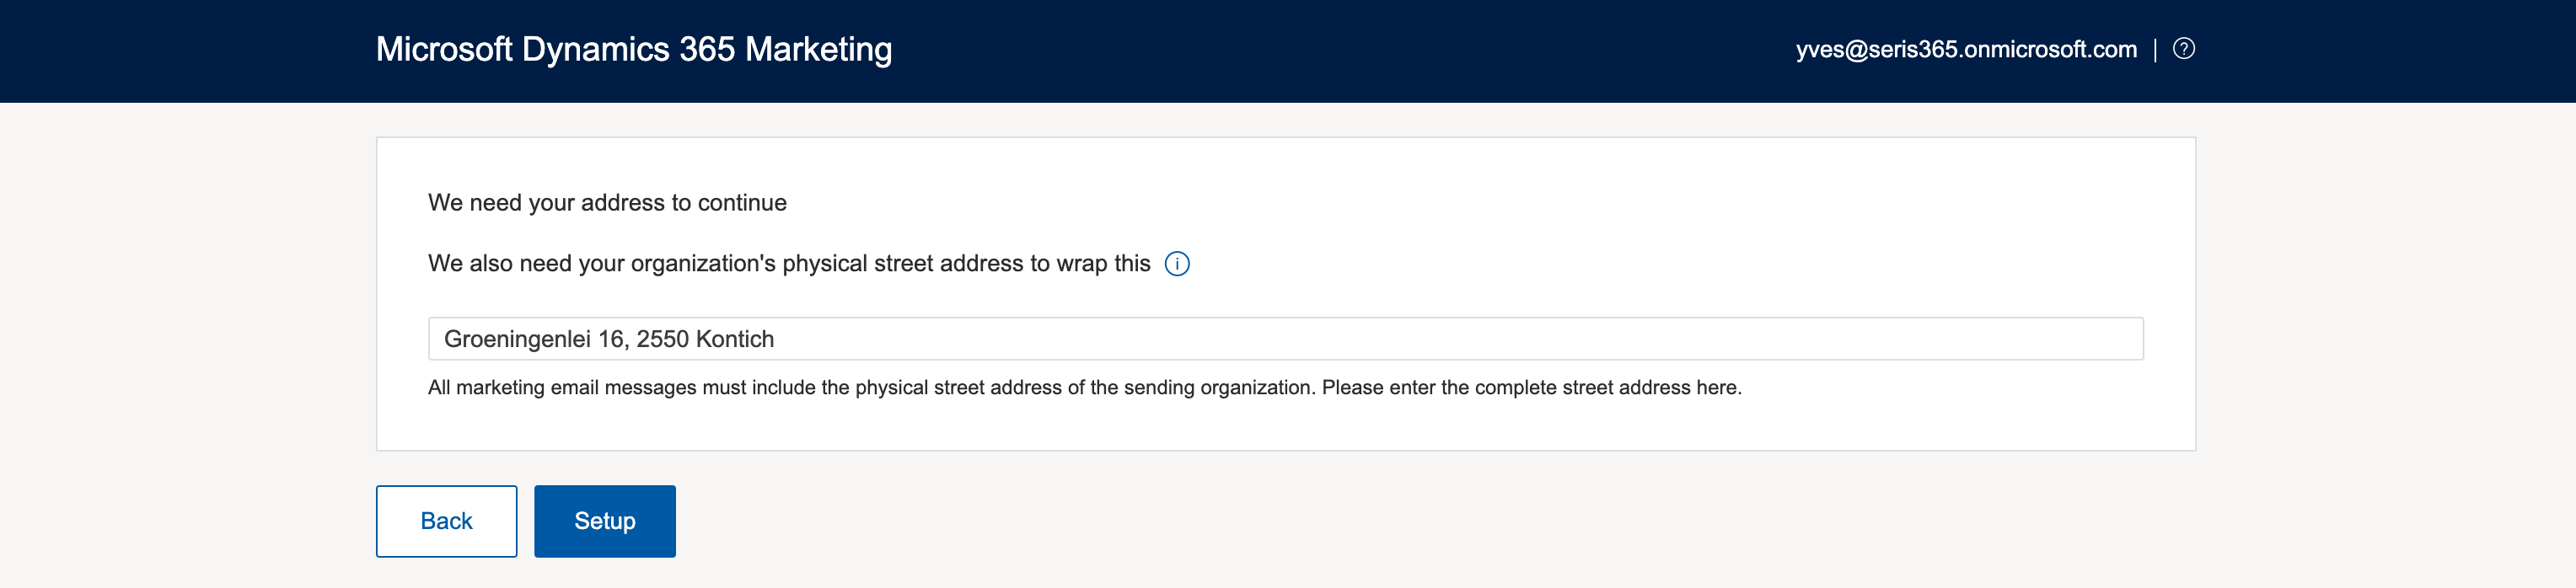 Microsoft Dynamics 365 Marketing
yves@seris365.onmicrosoft.com | ?
We need your address to continue
We also need your organization's physical street address to wrap this i
Groeningenlei 16, 2550 Kontich
All marketing email messages must include the physical street address of the sending organization. Please enter the complete street address here.
Back
Setup